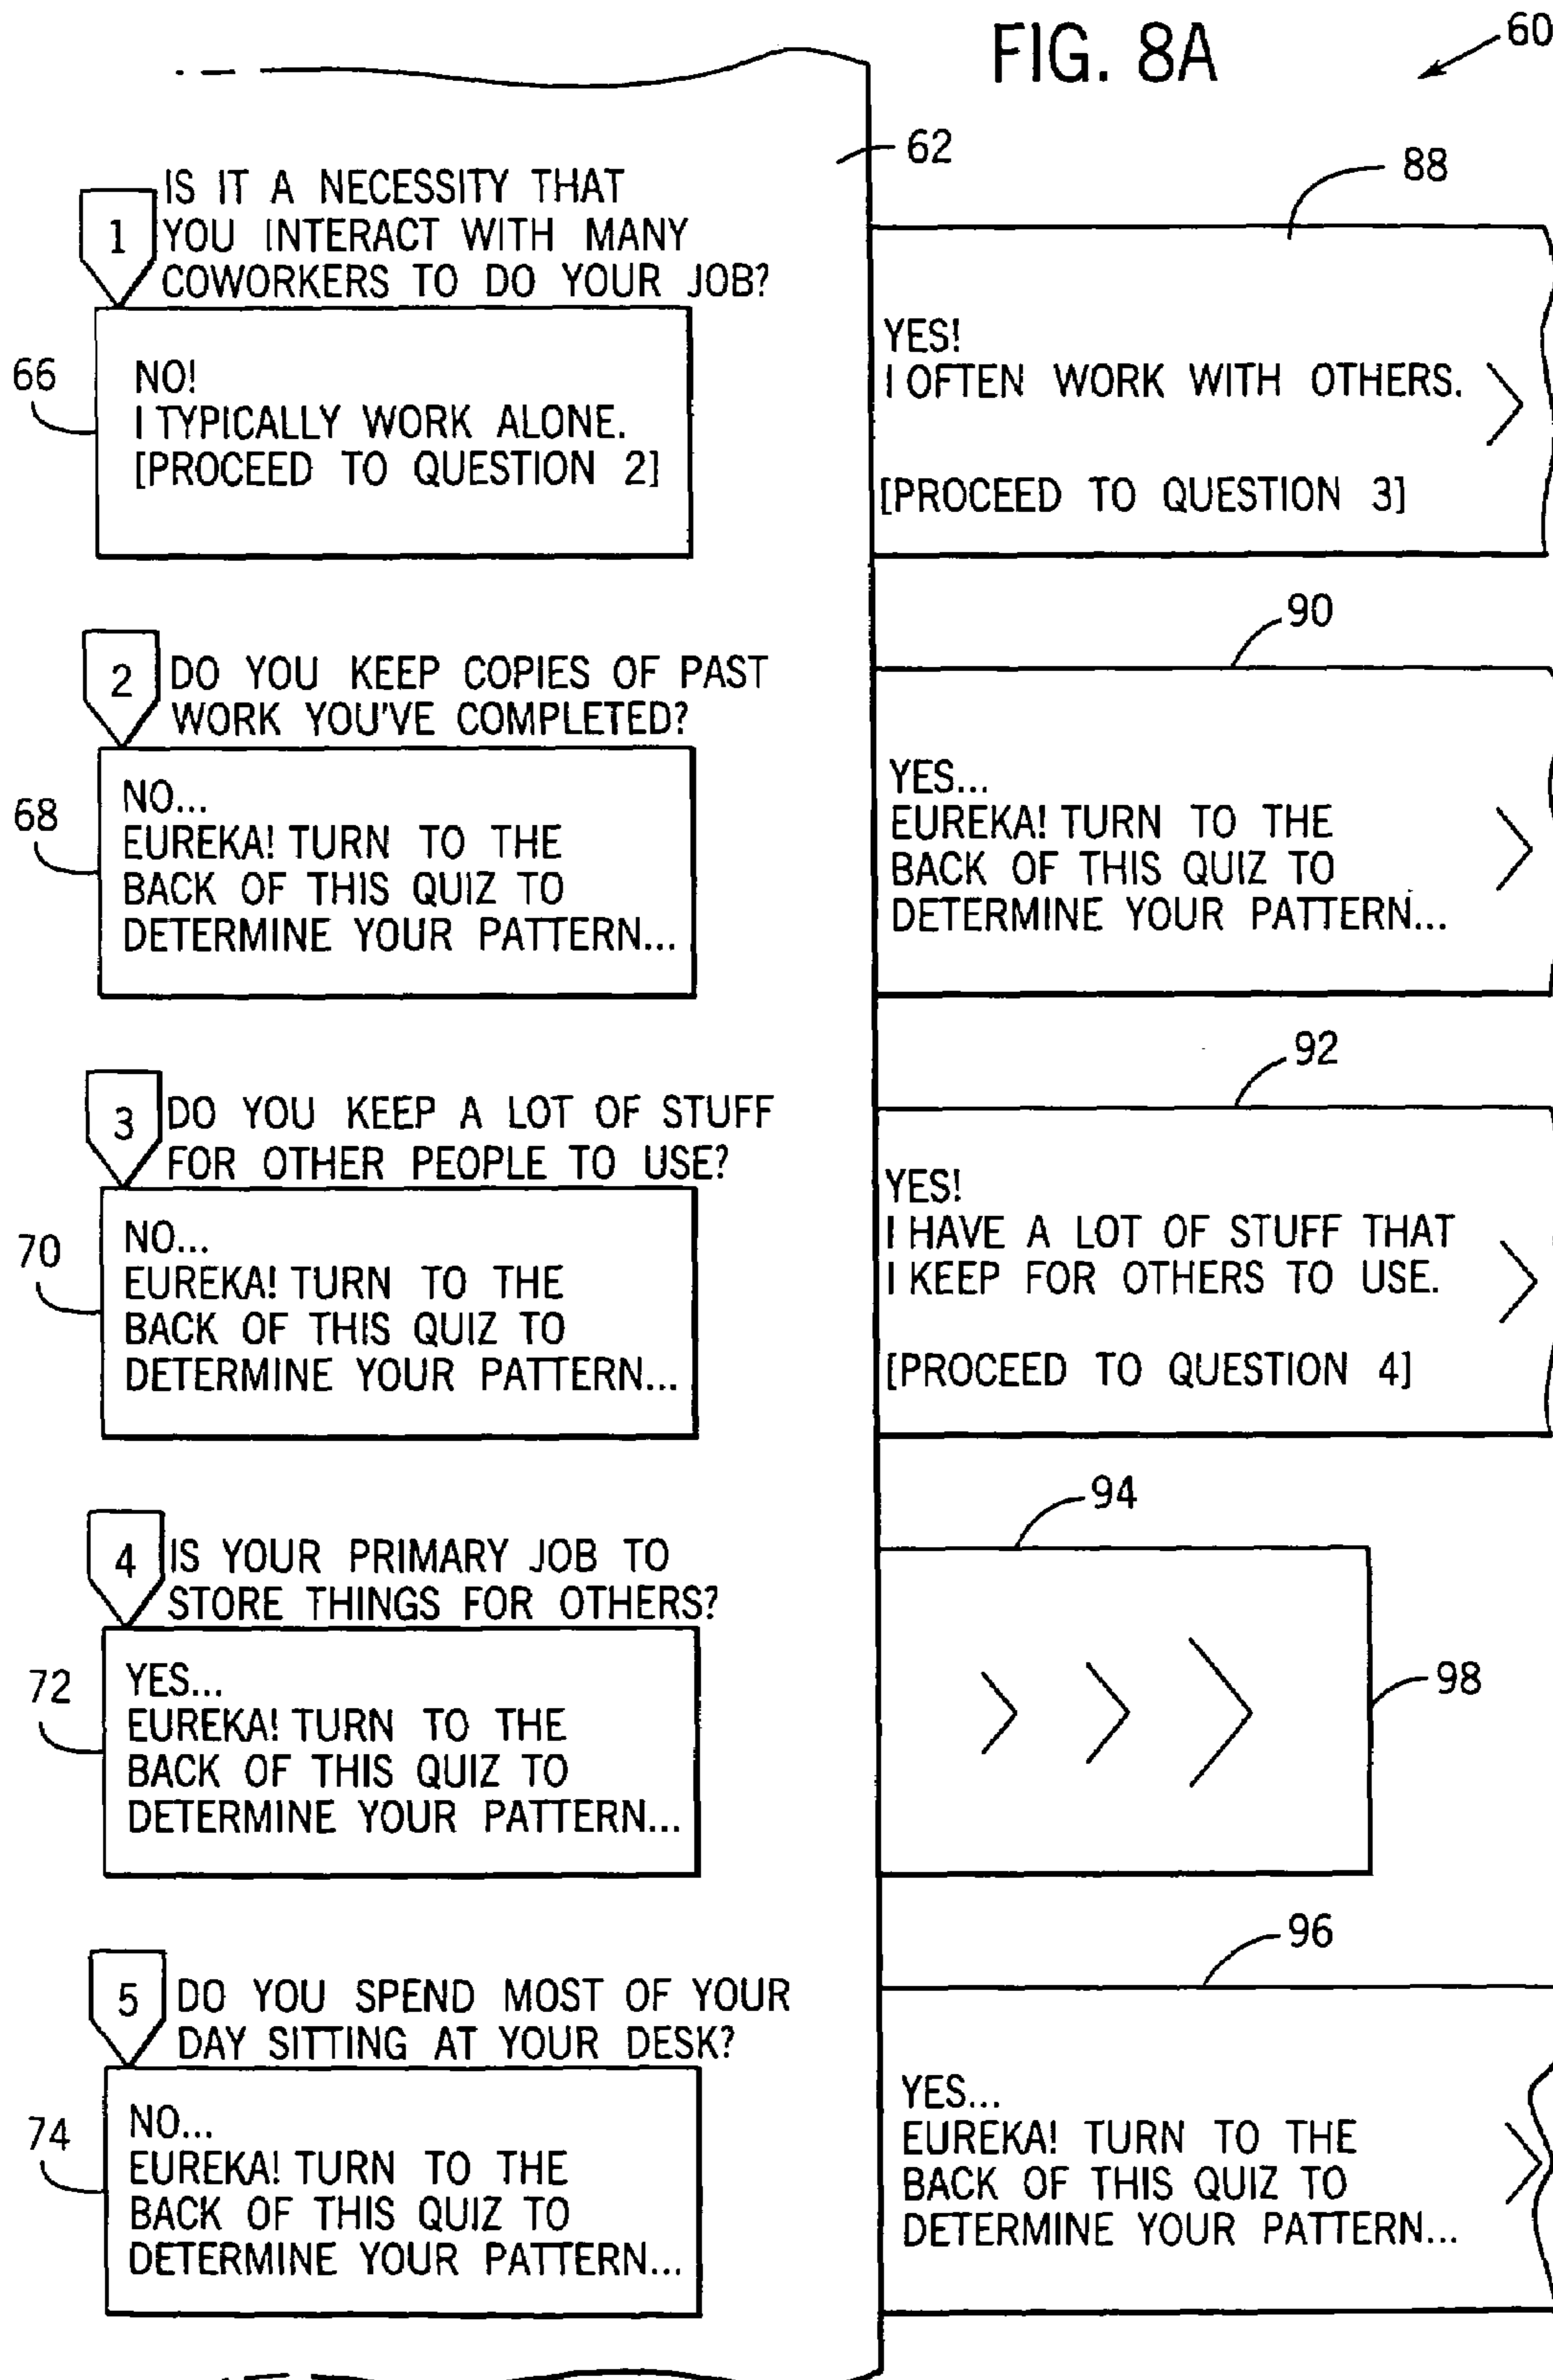 FIG. 8A
60
62
88
1
IS IT A NECESSITY THAT
YOU INTERACT WITH MANY
COWORKERS TO DO YOUR JOB?
66
NO!
I TYPICALLY WORK ALONE.
[PROCEED TO QUESTION 2]
YES!
I OFTEN WORK WITH OTHERS.
[PROCEED TO QUESTION 3]
90
2
DO YOU KEEP COPIES OF PAST
WORK YOU'VE COMPLETED?
68
NO...
EUREKA! TURN TO THE
BACK OF THIS QUIZ TO
DETERMINE YOUR PATTERN...
YES...
EUREKA! TURN TO THE
BACK OF THIS QUIZ TO
DETERMINE YOUR PATTERN...
92
3
DO YOU KEEP A LOT OF STUFF
FOR OTHER PEOPLE TO USE?
70
NO...
EUREKA! TURN TO THE
BACK OF THIS QUIZ TO
DETERMINE YOUR PATTERN...
YES!
I HAVE A LOT OF STUFF THAT
I KEEP FOR OTHERS TO USE.
[PROCEED TO QUESTION 4]
94
4
IS YOUR PRIMARY JOB TO
STORE THINGS FOR OTHERS?
72
YES...
EUREKA! TURN TO THE
BACK OF THIS QUIZ TO
DETERMINE YOUR PATTERN...
98
96
5
DO YOU SPEND MOST OF YOUR
DAY SITTING AT YOUR DESK?
74
NO...
EUREKA! TURN TO THE
BACK OF THIS QUIZ TO
DETERMINE YOUR PATTERN...
YES...
EUREKA! TURN TO THE
BACK OF THIS QUIZ TO
DETERMINE YOUR PATTERN...